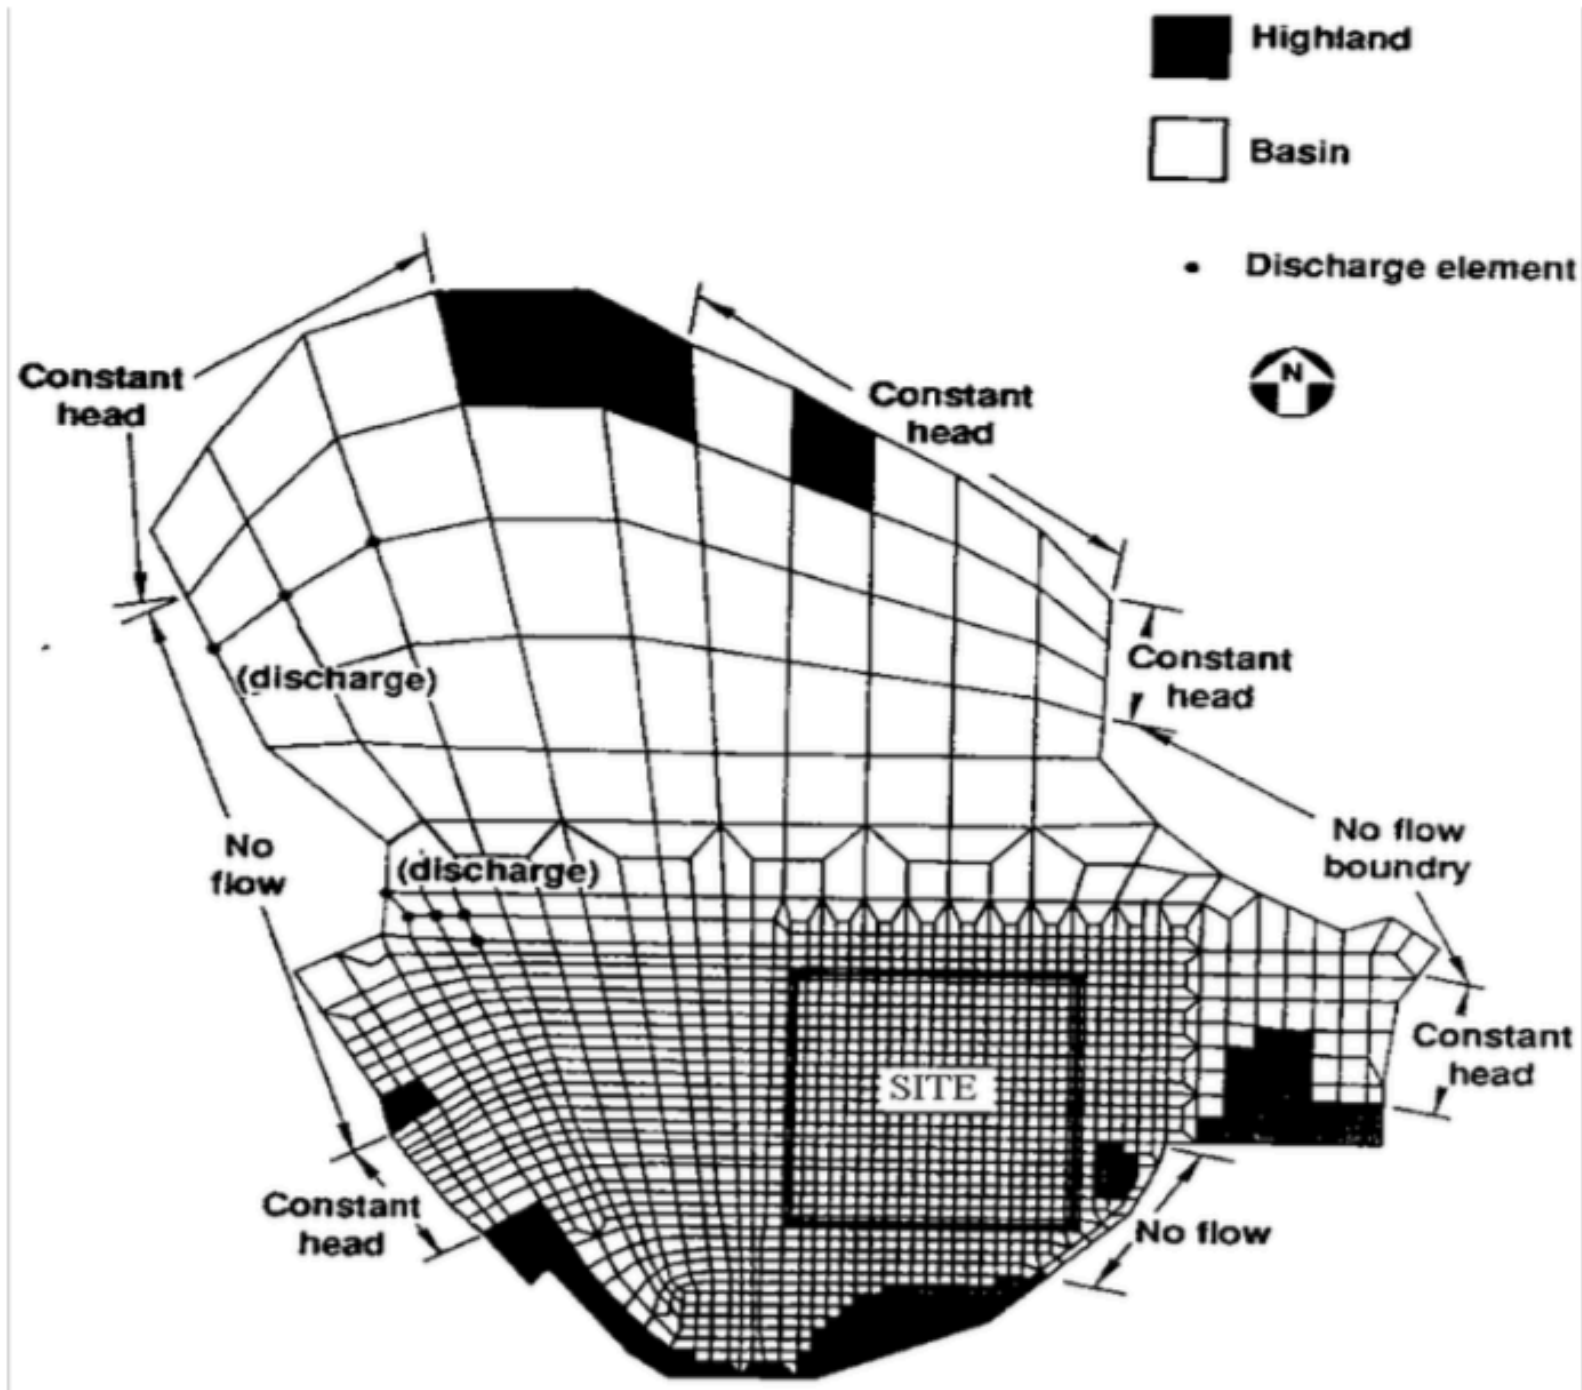 Highland
Basin
Discharge element
N
Constant
head
Constant
head
Constant
head
(discharge)
No
flow
(discharge)
No flow
boundry
SITE
Constant
head
Constant
head
No flow